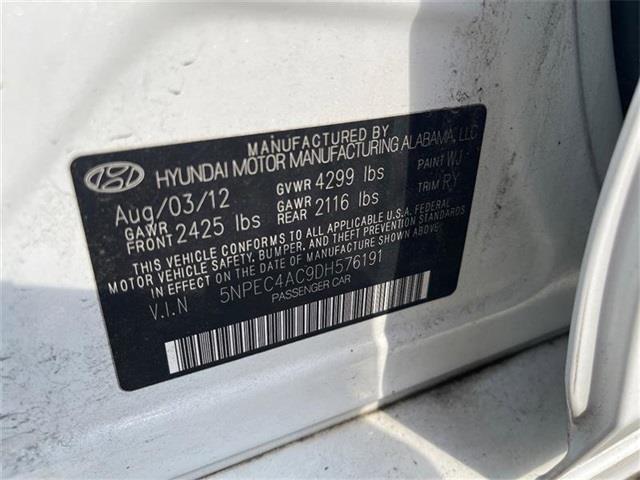 MANUFACTURED BY
HYUNDAI MOTOR MANUFACTURING ALABAMA, LLC
Aug/03/12 GVWR 4299 lbs PAINT WJ
GAWR FRONT 2425 lbs GAWR REAR 2116 lbs TRIM RY
THIS VEHICLE CONFORMS TO ALL APPLICABLE U.S.A. FEDERAL
MOTOR VEHICLE SAFETY, BUMPER, AND THEFT PREVENTION STANDARDS
IN EFFECT ON THE DATE OF MANUFACTURE SHOWN ABOVE.
V.I.N 5NPEC4AC9DH576191
PASSENGER CAR